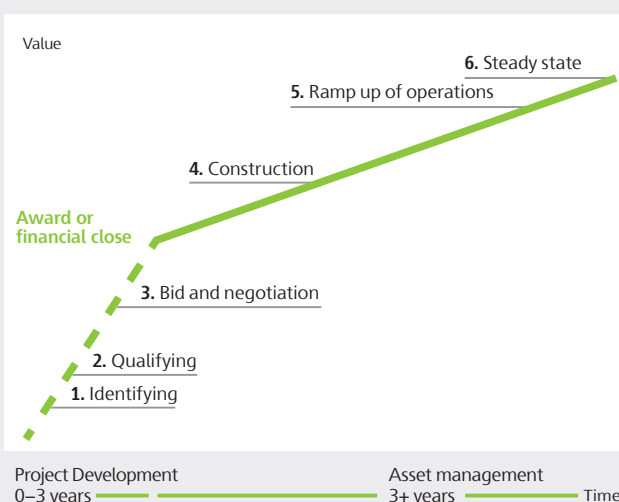 Value
6. Steady state
5. Ramp up of operations
4. Construction
Award or
financial close
3. Bid and negotiation
2. Qualifying
1. Identifying
Project Development
0–3 years
Asset management
3+ years
Time